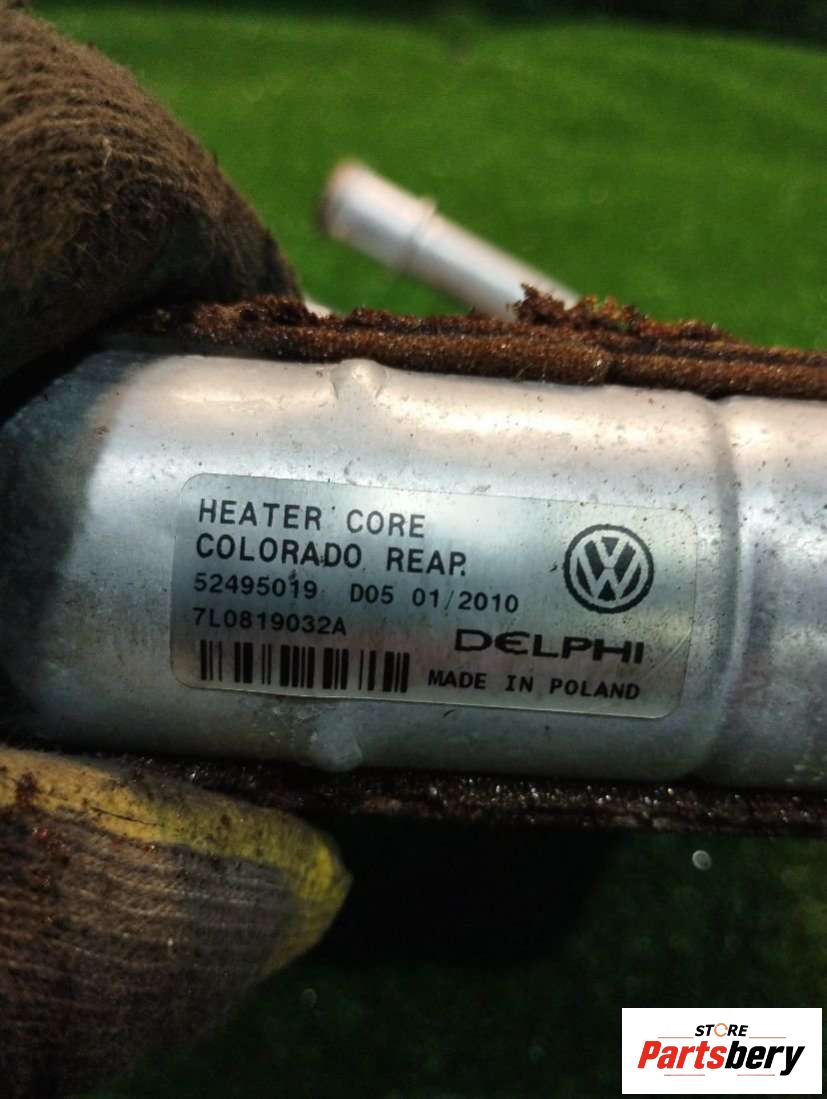 HEATER CORE
COLORADO REAR
52495019 D05 01/2010
7L0819032A
DELPHI
MADE IN POLAND
STORE
Partsbery